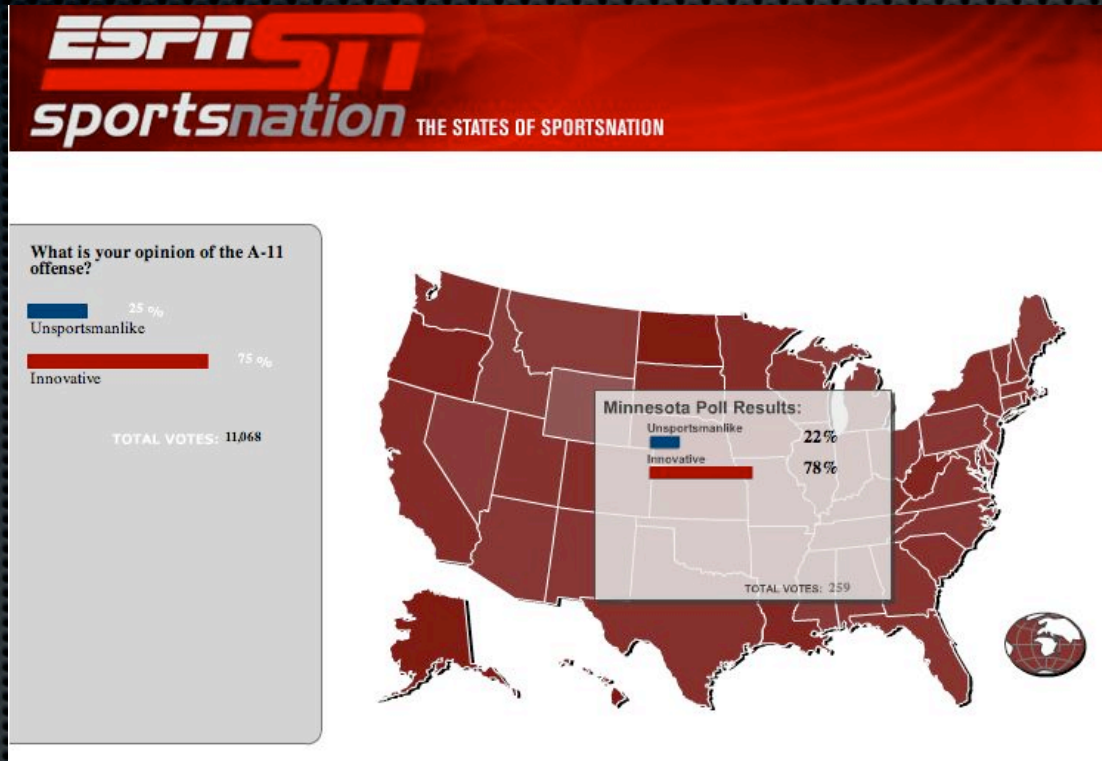 ESPN SN
sportsnation THE STATES OF SPORTSNATION
What is your opinion of the A-11
offense?
25 %
Unsportsmanlike
75 %
Innovative
TOTAL VOTES: 11,068
Minnesota Poll Results:
Unsportsmanlike
22%
Innovative
78%
TOTAL VOTES: 259